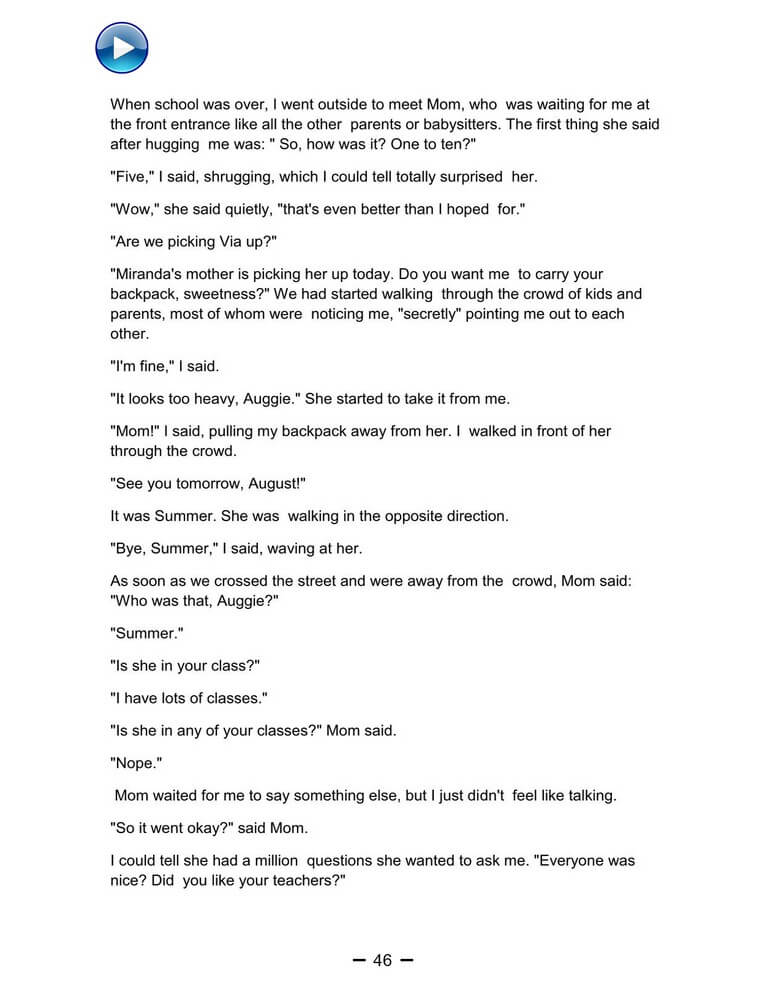 When school was over, I went outside to meet Mom, who  was waiting for me at
the front entrance like all the other  parents or babysitters. The first thing she said
after hugging  me was: " So, how was it? One to ten?"
"Five," I said, shrugging, which I could tell totally surprised  her.
"Wow," she said quietly, "that's even better than I hoped  for."
"Are we picking Via up?"
"Miranda's mother is picking her up today. Do you want me  to carry your
backpack, sweetness?" We had started walking  through the crowd of kids and
parents, most of whom were  noticing me, "secretly" pointing me out to each
other.
"I'm fine," I said.
"It looks too heavy, Auggie." She started to take it from me.
"Mom!" I said, pulling my backpack away from her. I  walked in front of her
through the crowd.
"See you tomorrow, August!"
It was Summer. She was  walking in the opposite direction.
"Bye, Summer," I said, waving at her.
As soon as we crossed the street and were away from the  crowd, Mom said:
"Who was that, Auggie?"
"Summer."
"Is she in your class?"
"I have lots of classes."
"Is she in any of your classes?" Mom said.
"Nope."
Mom waited for me to say something else, but I just didn't  feel like talking.
"So it went okay?" said Mom.
I could tell she had a million  questions she wanted to ask me. "Everyone was
nice? Did  you like your teachers?"
— 46 —